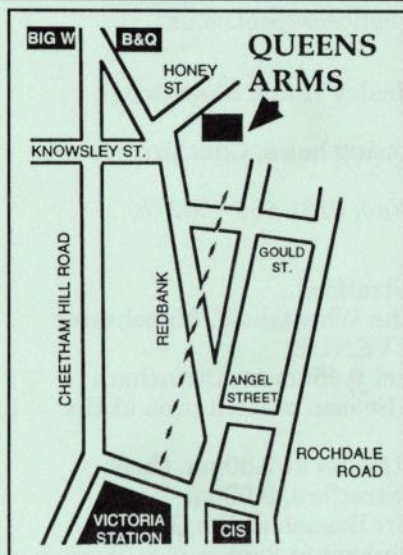 BIG W
B&Q
QUEENS
ARMS
HONEY
ST.
KNOWSLEY ST.
CHEETHAM HILL ROAD
REDBANK
GOULD
ST.
ANGEL
STREET
ROCHDALE
ROAD
VICTORIA
STATION
CIS